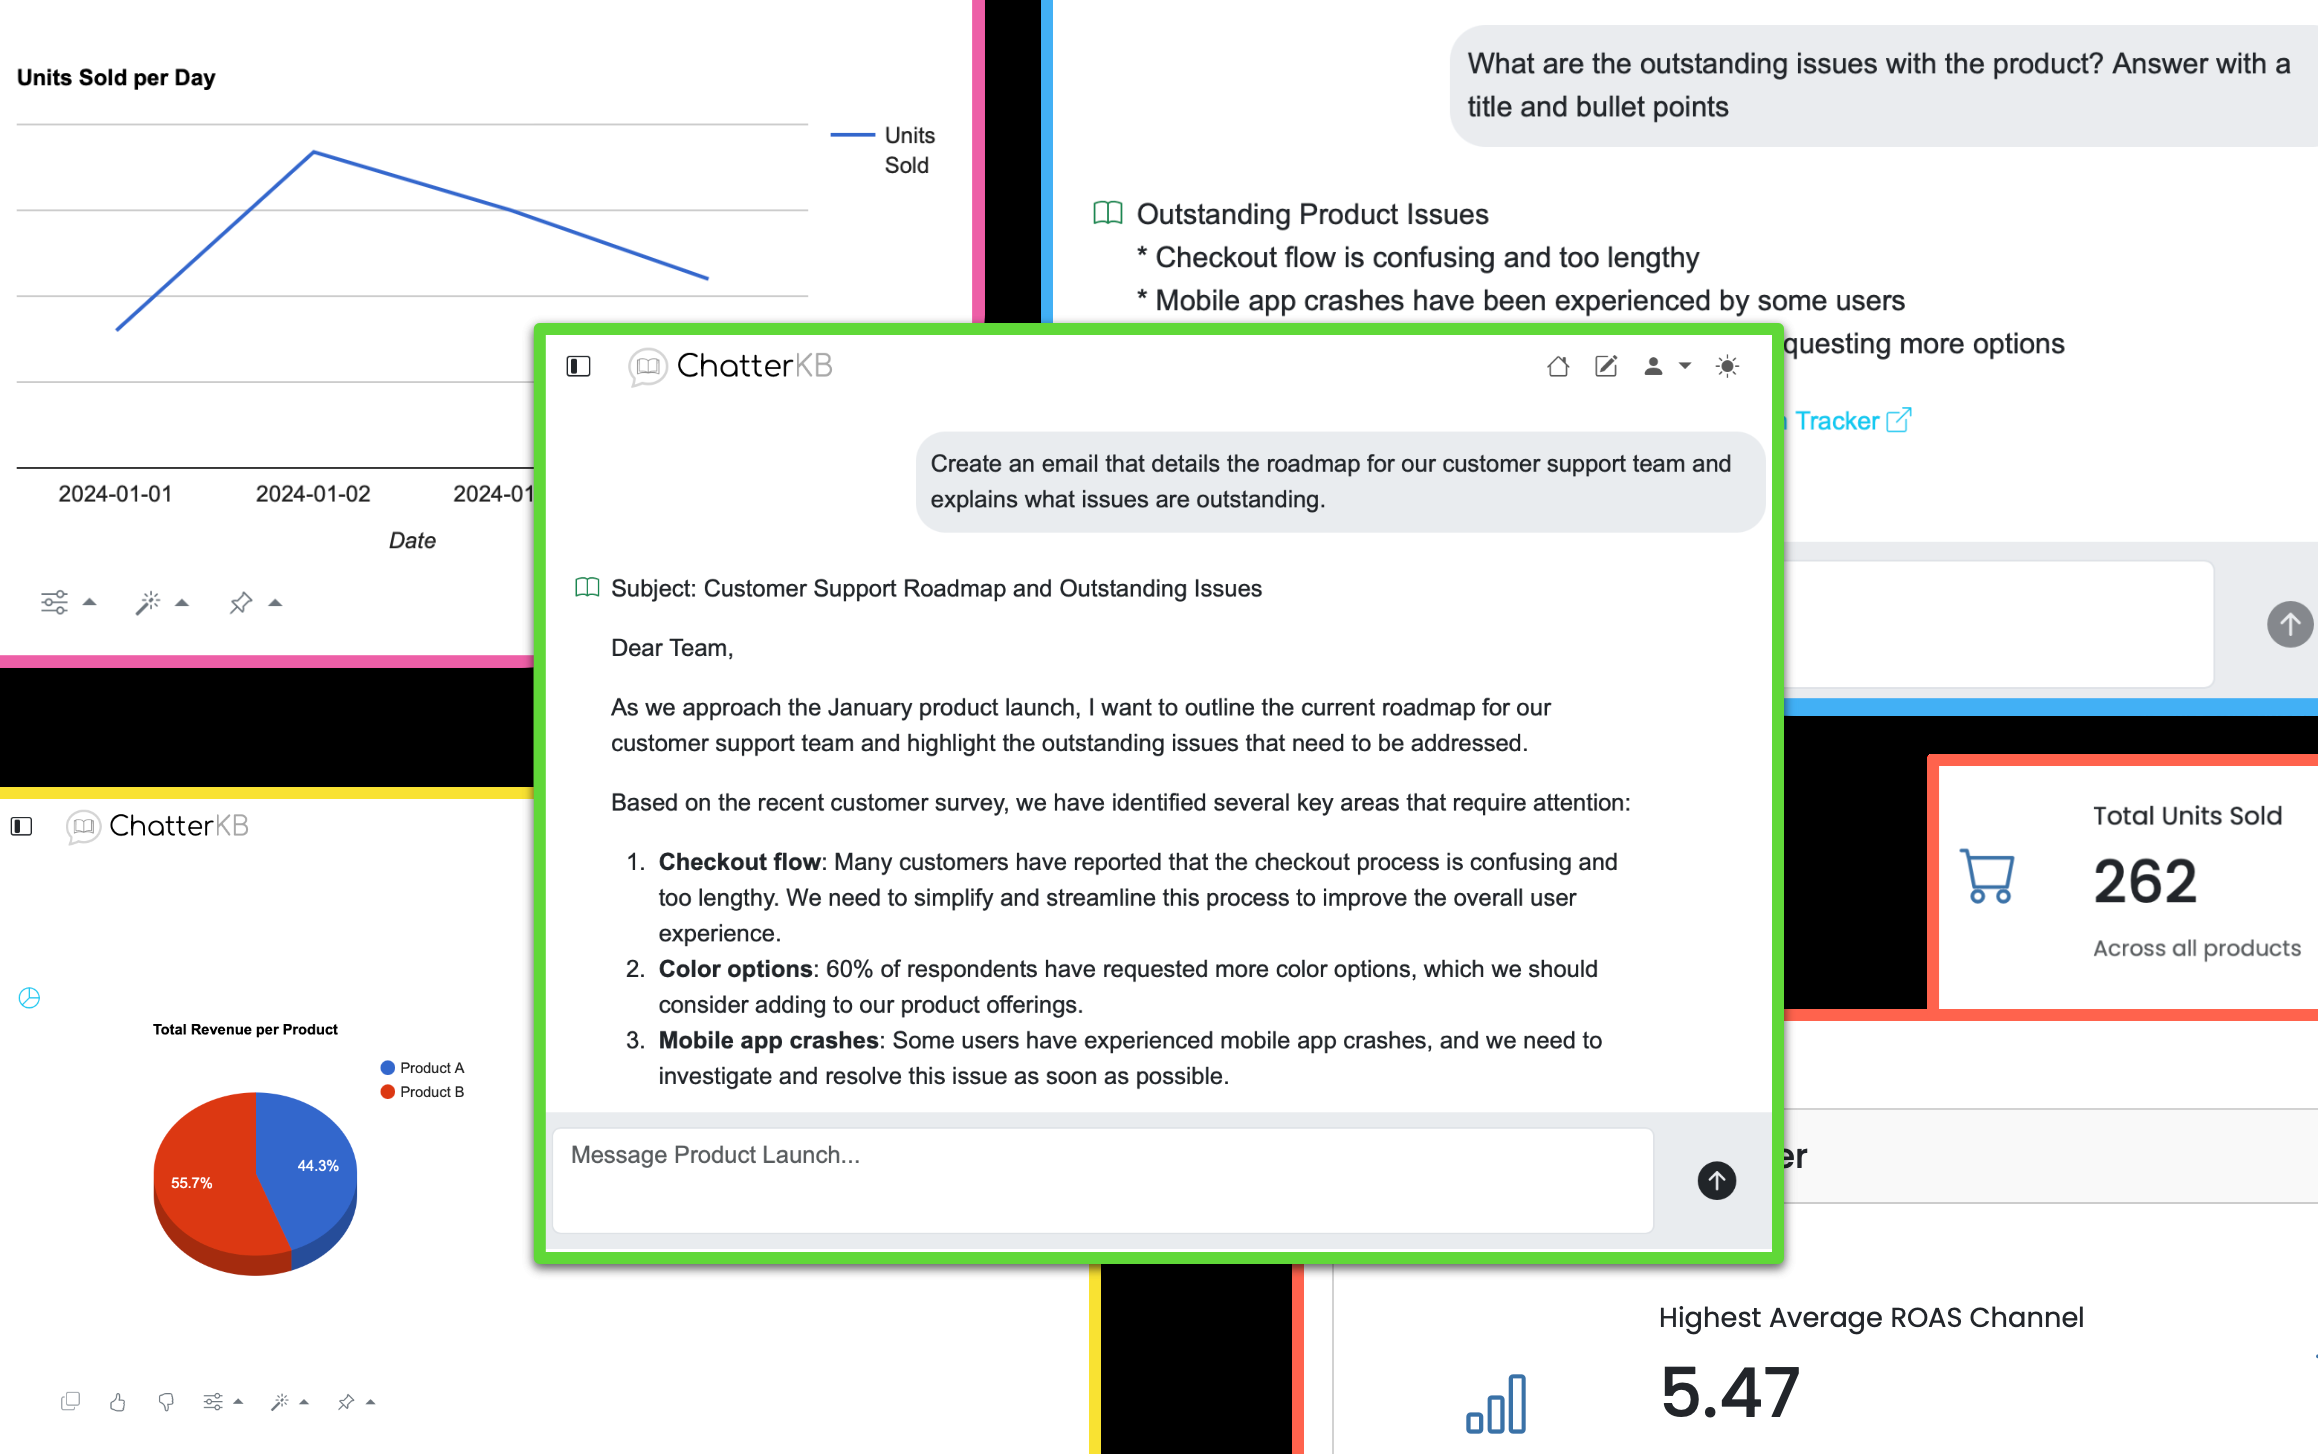 Units Sold per Day
Units
Sold
2024-01-01
2024-01-02
2024-01
Date
What are the outstanding issues with the product? Answer with a
title and bullet points
Outstanding Product Issues
* Checkout flow is confusing and too lengthy
* Mobile app crashes have been experienced by some users
questing more options
Tracker
ChatterKB
Create an email that details the roadmap for our customer support team and
explains what issues are outstanding.
Subject: Customer Support Roadmap and Outstanding Issues
Dear Team,
As we approach the January product launch, I want to outline the current roadmap for our
customer support team and highlight the outstanding issues that need to be addressed.
Based on the recent customer survey, we have identified several key areas that require attention:
1. Checkout flow: Many customers have reported that the checkout process is confusing and
too lengthy. We need to simplify and streamline this process to improve the overall user
experience.
2. Color options: 60% of respondents have requested more color options, which we should
consider adding to our product offerings.
3. Mobile app crashes: Some users have experienced mobile app crashes, and we need to
investigate and resolve this issue as soon as possible.
Message Product Launch...
ChatterKB
Total Revenue per Product
Product A
Product B
44.3%
55.7%
Total Units Sold
262
Across all products
er
Highest Average ROAS Channel
5.47